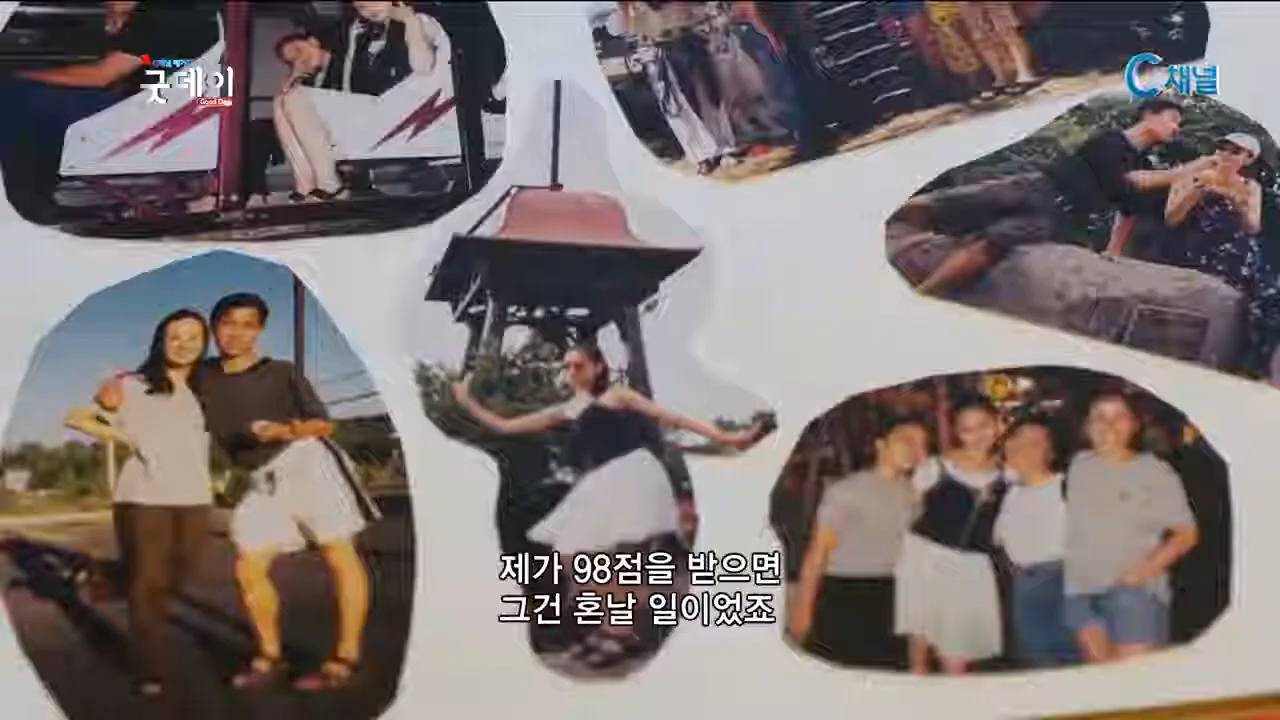 굿데이
Good Day
C채널
제가 98점을 받으면
그건 혼날 일이었죠